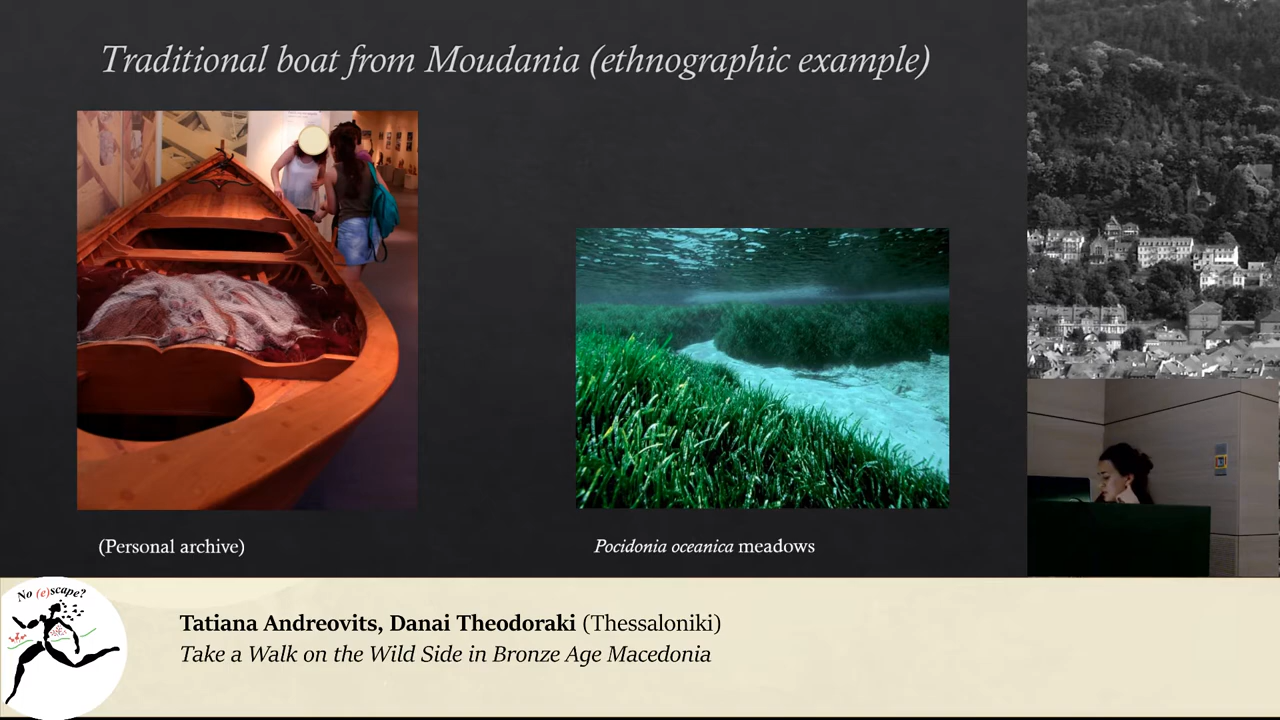 Traditional boat from Moudania (ethnographic example)
(Personal archive)
Pocidonia oceanica meadows
No (e)scape?
Tatiana Andreovits, Danai Theodoraki (Thessaloniki)
Take a Walk on the Wild Side in Bronze Age Macedonia